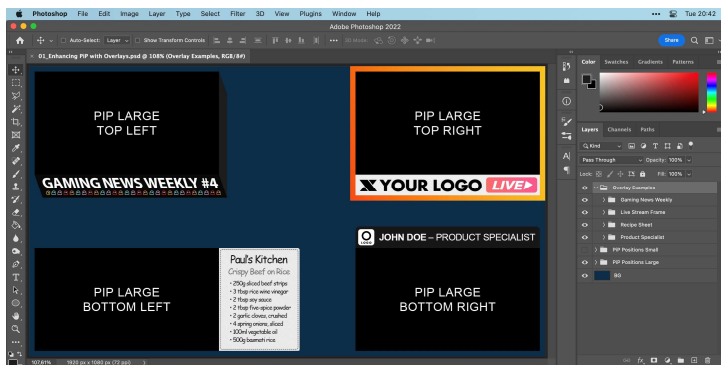 Photoshop File Edit Image Layer Type Select Filter 3D View Plugins Window Help ••• Tue 20:42
Adobe Photoshop 2022
Auto-Select: Layer Show Transform Controls ••• 3D Mode: Share
× 01_Enhancing PiP with Overlays.psd @ 108% (Overlay Examples, RGB/8#)
PIP LARGE
TOP LEFT
GAMING NEWS WEEKLY #4
PIP LARGE
TOP RIGHT
X YOUR LOGO LIVE
PIP LARGE
BOTTOM LEFT
Paul's Kitchen
Crispy Beef on Rice
• 250g sliced beef strips
• 3 tbsp rice wine vinegar
• 2 tbsp soy sauce
• 2 tbsp five-spice powder
• 2 garlic cloves, crushed
• 4 spring onions, sliced
• 100ml vegetable oil
• 500g basmati rice
LOGO JOHN DOE – PRODUCT SPECIALIST
PIP LARGE
BOTTOM RIGHT
107,61% 1920 px x 1080 px (72 ppi)
Color Swatches Gradients Patterns
Layers Channels Paths
Kind
Pass Through Opacity: 100%
Lock: Fill: 100%
Overlay Examples
Gaming News Weekly
Live Stream Frame
Recipe Sheet
Product Specialist
PiP Positions Small
PiP Positions Large
BG
fx